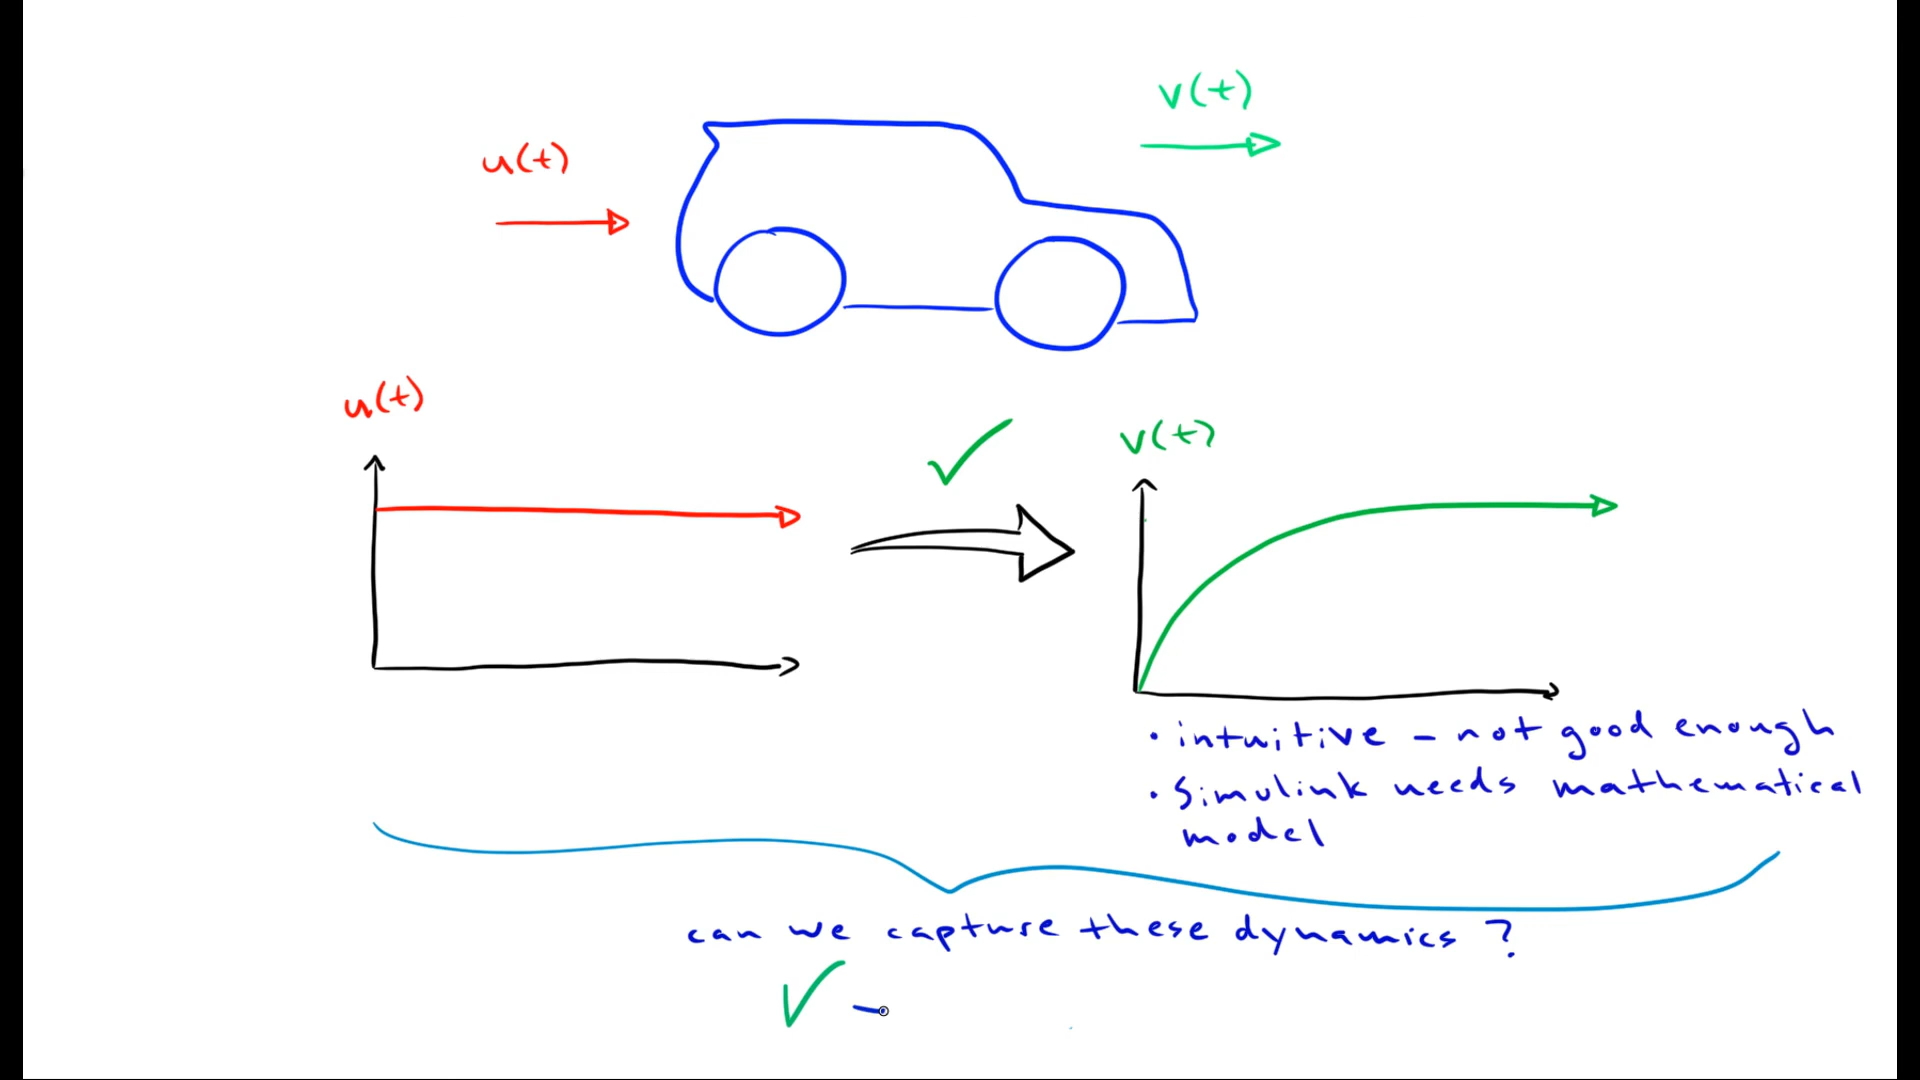 v(t)
u(t)
u(t)
v(t)
• intuitive - not good enough
• Simulink needs mathematical
model
can we capture these dynamics ?